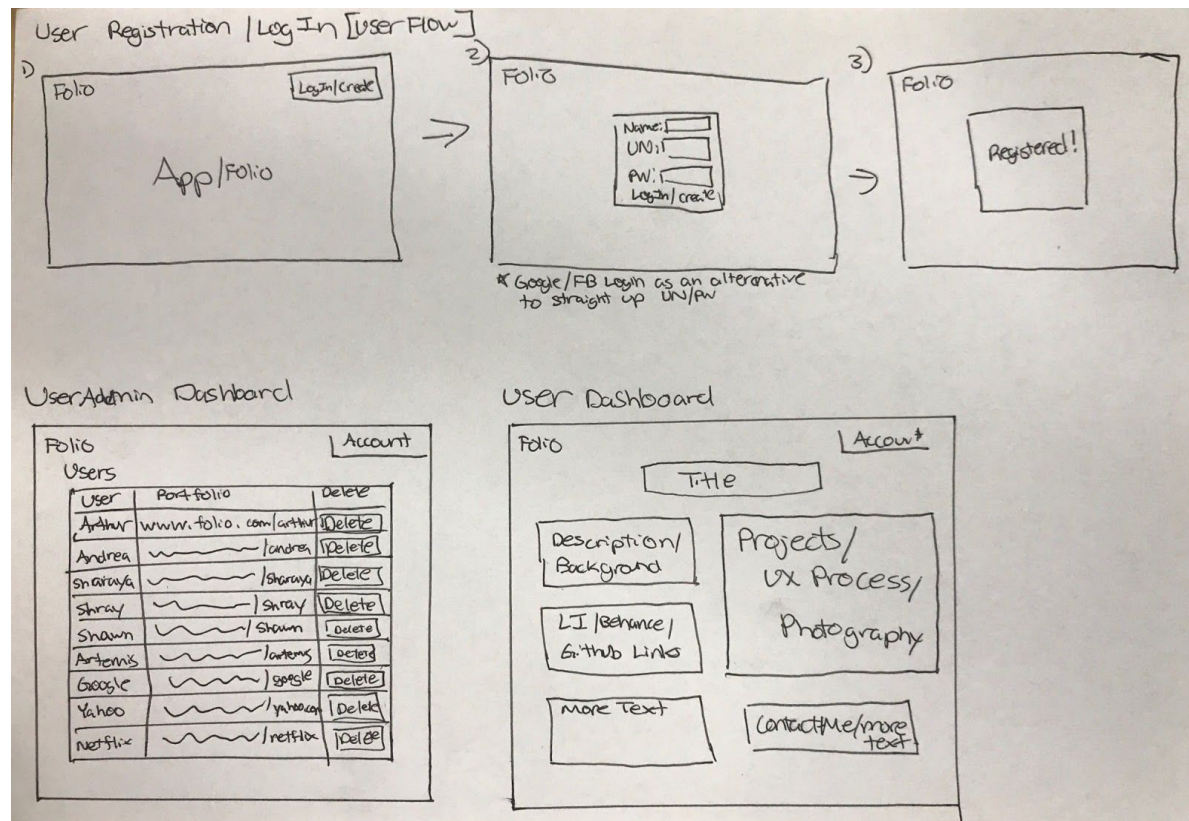 User Registration / Log In [User Flow]
1)
Folio
LogIn/Create
App/Folio
2)
Folio
Name:
UN:
PW:
LogIn/create
* Google/FB Login as an alternative
to straight up UN/PW
3)
Folio
Registered!
User Admin Dashboard
Folio
Account
Users
User Portfolio Delete
Arthur www.folio.com/arthur Delete
Andrea /andrea Delete
Sharaya /Sharaya Delete
Shray /Shray Delete
Shawn /Shawn Delete
Artemis /artems Delete
Google /google Delete
Yahoo /yahoo.com Delete
Netflix /netflix Delete
User Dashboard
Folio
Account
Title
Description/
Background
Projects/
UX Process/
Photography
LI/Behance/
Github Links
More Text
ContactMe/more
text